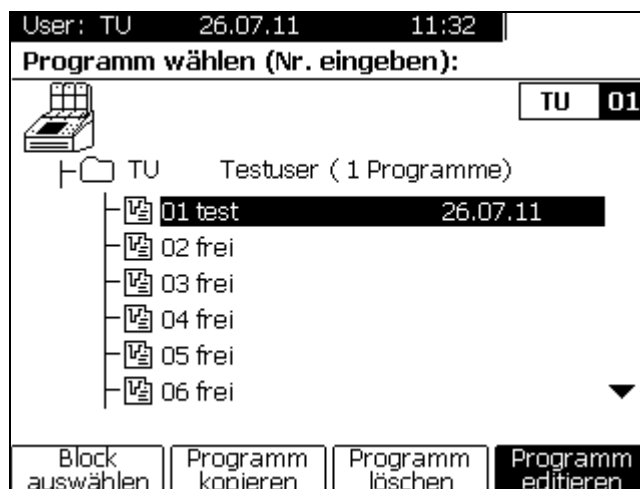 User: TU 26.07.11 11:32
Programm wählen (Nr. eingeben):
TU 01
TU Testuser ( 1 Programme)
01 test 26.07.11
02 frei
03 frei
04 frei
05 frei
06 frei
Block auswählen
Programm kopieren
Programm löschen
Programm editieren